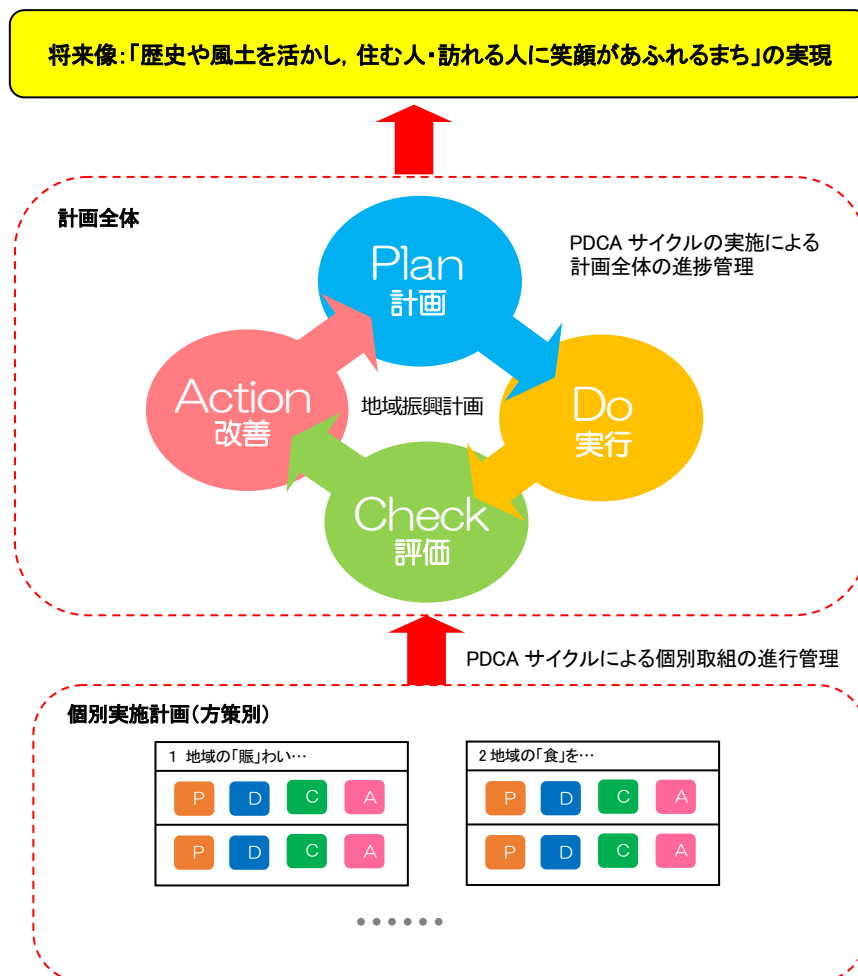 将来像:「歴史や風土を活かし，住む人・訪れる人に笑顔があふれるまち」の実現
計画全体
PDCA サイクルの実施による
計画全体の進捗管理
Plan
計画
Action
改善
地域振興計画
Do
実行
Check
評価
PDCA サイクルによる個別取組の進行管理
個別実施計画(方策別)
1 地域の「賑」わい…
P D C A
P D C A
2 地域の「食」を…
P D C A
P D C A
……